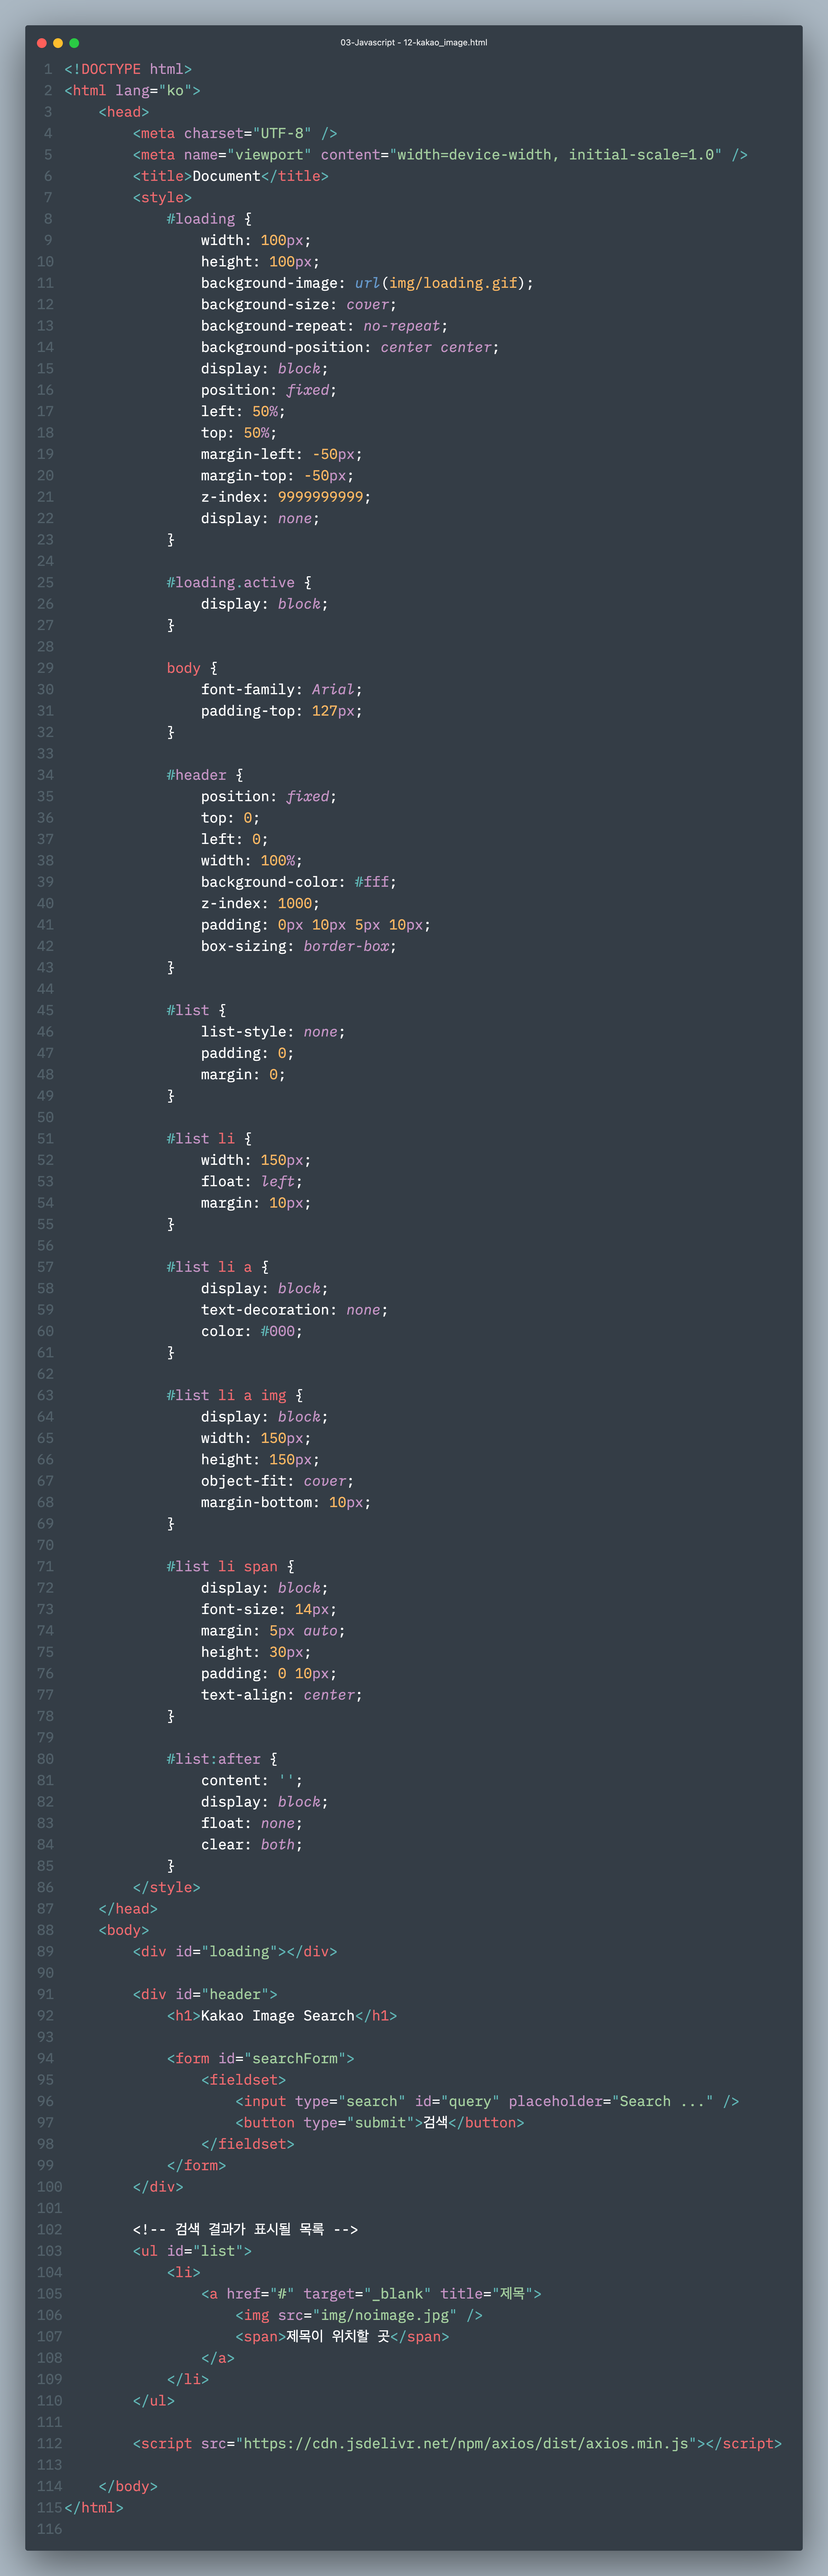 03-Javascript - 12-kakao_image.html
1 <!DOCTYPE html>
2 <html lang="ko">
3     <head>
4         <meta charset="UTF-8" />
5         <meta name="viewport" content="width=device-width, initial-scale=1.0" />
6         <title>Document</title>
7         <style>
8             #loading {
9                 width: 100px;
10                 height: 100px;
11                 background-image: url(img/loading.gif);
12                 background-size: cover;
13                 background-repeat: no-repeat;
14                 background-position: center center;
15                 display: block;
16                 position: fixed;
17                 left: 50%;
18                 top: 50%;
19                 margin-left: -50px;
20                 margin-top: -50px;
21                 z-index: 9999999999;
22                 display: none;
23             }
24
25             #loading.active {
26                 display: block;
27             }
28
29             body {
30                 font-family: Arial;
31                 padding-top: 127px;
32             }
33
34             #header {
35                 position: fixed;
36                 top: 0;
37                 left: 0;
38                 width: 100%;
39                 background-color: #fff;
40                 z-index: 1000;
41                 padding: 0px 10px 5px 10px;
42                 box-sizing: border-box;
43             }
44
45             #list {
46                 list-style: none;
47                 padding: 0;
48                 margin: 0;
49             }
50
51             #list li {
52                 width: 150px;
53                 float: left;
54                 margin: 10px;
55             }
56
57             #list li a {
58                 display: block;
59                 text-decoration: none;
60                 color: #000;
61             }
62
63             #list li a img {
64                 display: block;
65                 width: 150px;
66                 height: 150px;
67                 object-fit: cover;
68                 margin-bottom: 10px;
69             }
70
71             #list li span {
72                 display: block;
73                 font-size: 14px;
74                 margin: 5px auto;
75                 height: 30px;
76                 padding: 0 10px;
77                 text-align: center;
78             }
79
80             #list:after {
81                 content: '';
82                 display: block;
83                 float: none;
84                 clear: both;
85             }
86         </style>
87     </head>
88     <body>
89         <div id="loading"></div>
90
91         <div id="header">
92             <h1>Kakao Image Search</h1>
93
94             <form id="searchForm">
95                 <fieldset>
96                     <input type="search" id="query" placeholder="Search ..." />
97                     <button type="submit">검색</button>
98                 </fieldset>
99             </form>
100         </div>
101
102         <!-- 검색 결과가 표시될 목록 -->
103         <ul id="list">
104             <li>
105                 <a href="#" target="_blank" title="제목">
106                     <img src="img/noimage.jpg" />
107                     <span>제목이 위치할 곳</span>
108                 </a>
109             </li>
110         </ul>
111
112         <script src="https://cdn.jsdelivr.net/npm/axios/dist/axios.min.js"></script>
113
114     </body>
115 </html>
116